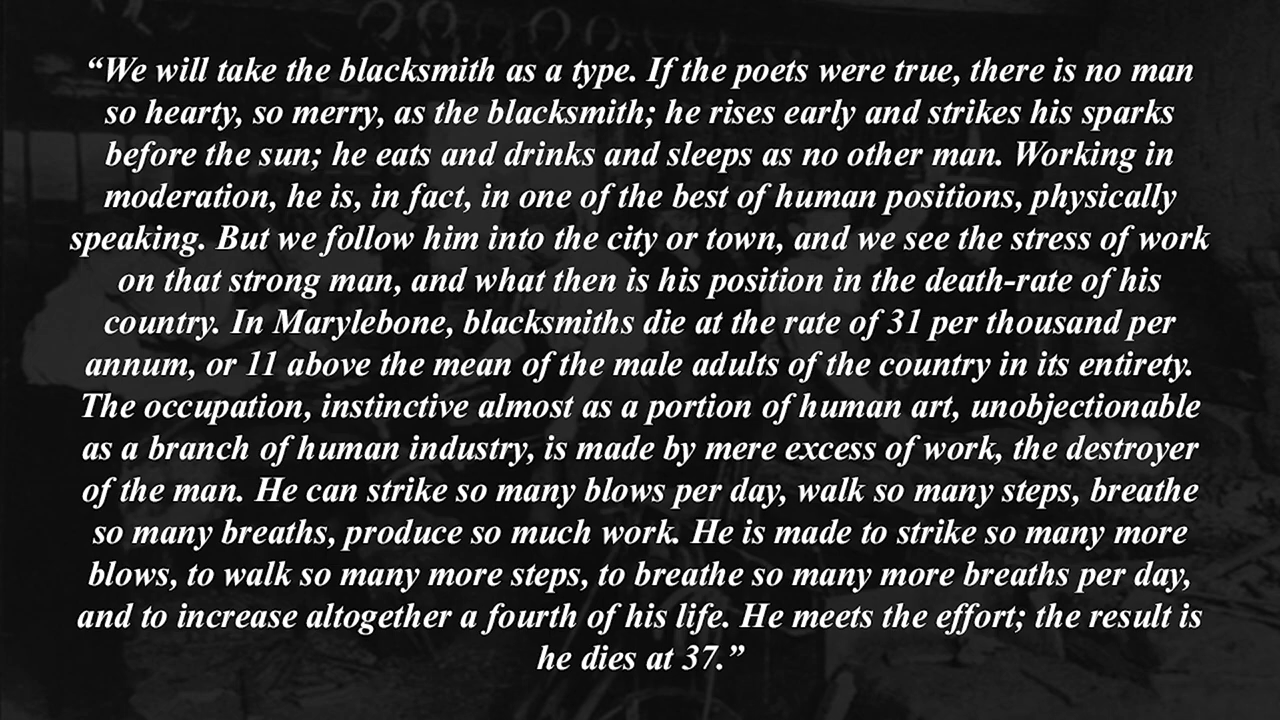 “We will take the blacksmith as a type. If the poets were true, there is no man
so hearty, so merry, as the blacksmith; he rises early and strikes his sparks
before the sun; he eats and drinks and sleeps as no other man. Working in
moderation, he is, in fact, in one of the best of human positions, physically
speaking. But we follow him into the city or town, and we see the stress of work
on that strong man, and what then is his position in the death-rate of his
country. In Marylebone, blacksmiths die at the rate of 31 per thousand per
annum, or 11 above the mean of the male adults of the country in its entirety.
The occupation, instinctive almost as a portion of human art, unobjectionable
as a branch of human industry, is made by mere excess of work, the destroyer
of the man. He can strike so many blows per day, walk so many steps, breathe
so many breaths, produce so much work. He is made to strike so many more
blows, to walk so many more steps, to breathe so many more breaths per day,
and to increase altogether a fourth of his life. He meets the effort; the result is
he dies at 37.”